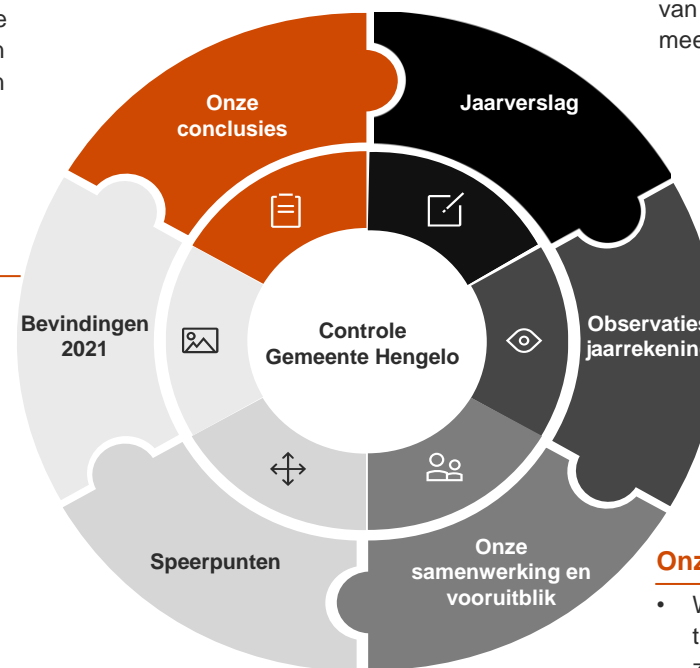 van
mee
Onze
conclusies
Jaarverslag
Bevindingen
2021
Controle
Gemeente Hengelo
Observaties
jaarrekenin
Speerpunten
Onze
samenwerking en
vooruitblik
Onz
• W
t